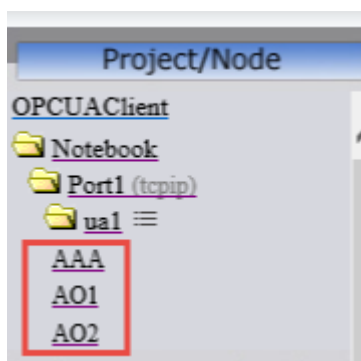 Project/Node
OPCUAClient
Notebook
Port1 (tcpip)
ua1
AAA
AO1
AO2